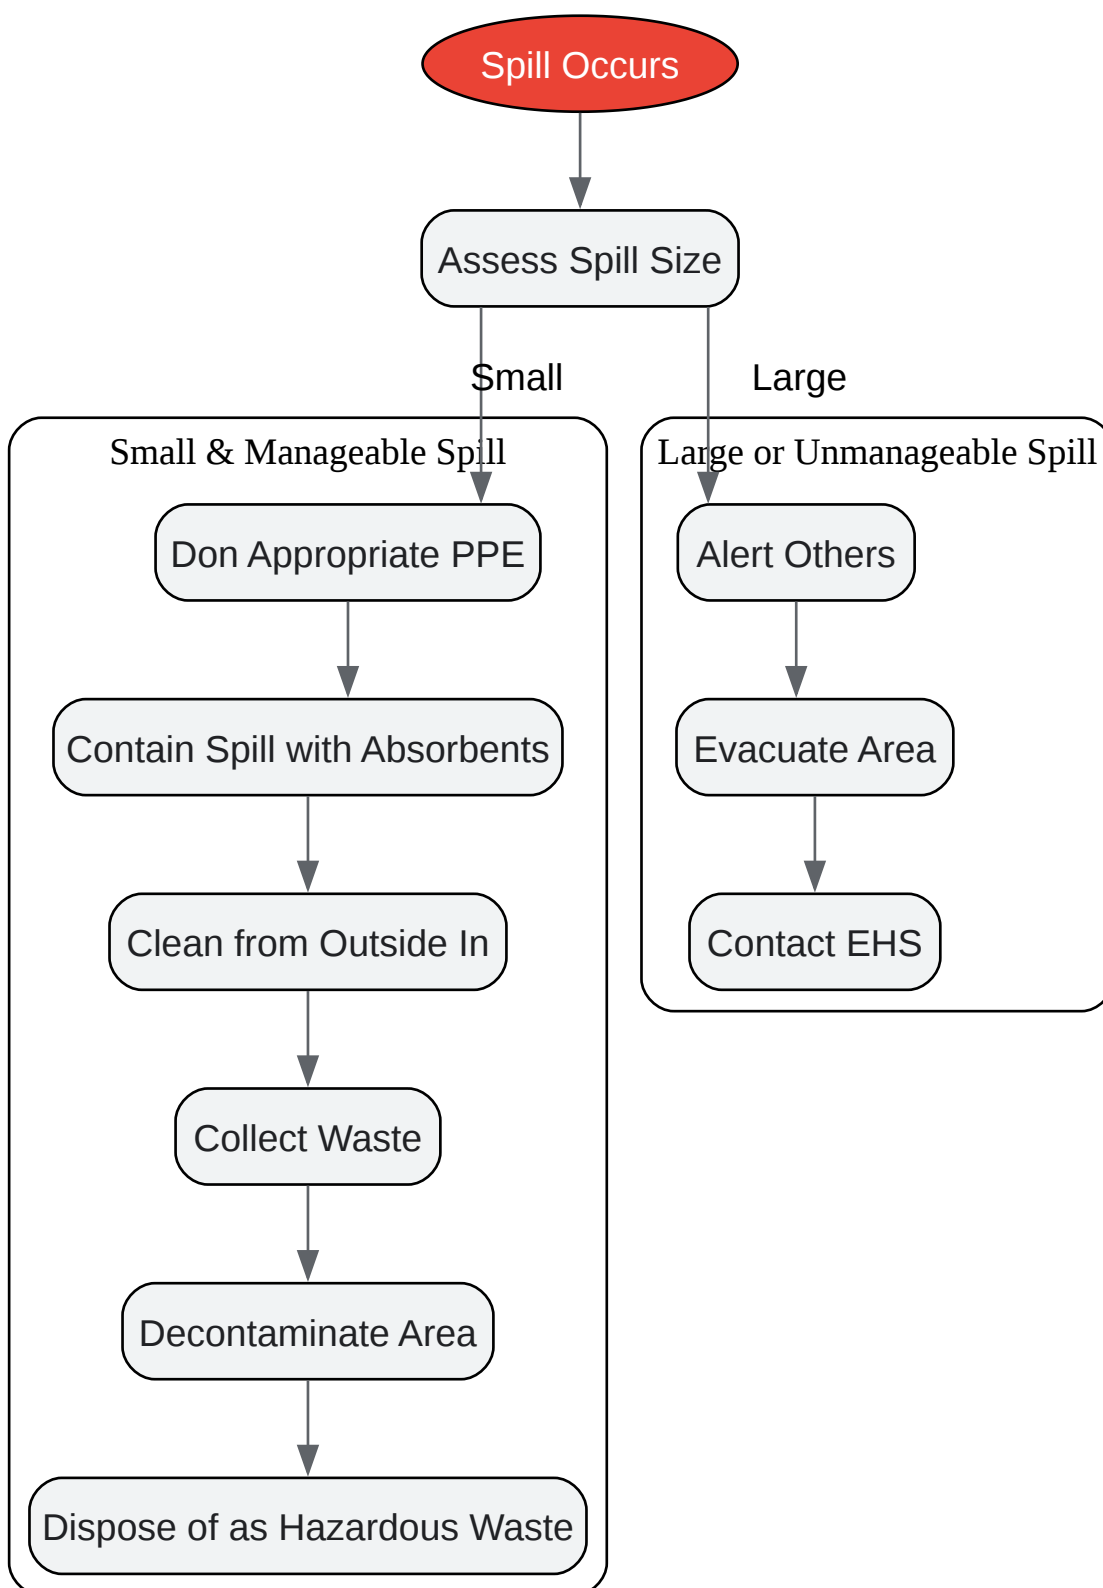 Spill Occurs
Assess Spill Size
Small
Large
Small & Manageable Spill
Don Appropriate PPE
Contain Spill with Absorbents
Clean from Outside In
Collect Waste
Decontaminate Area
Dispose of as Hazardous Waste
Large or Unmanageable Spill
Alert Others
Evacuate Area
Contact EHS